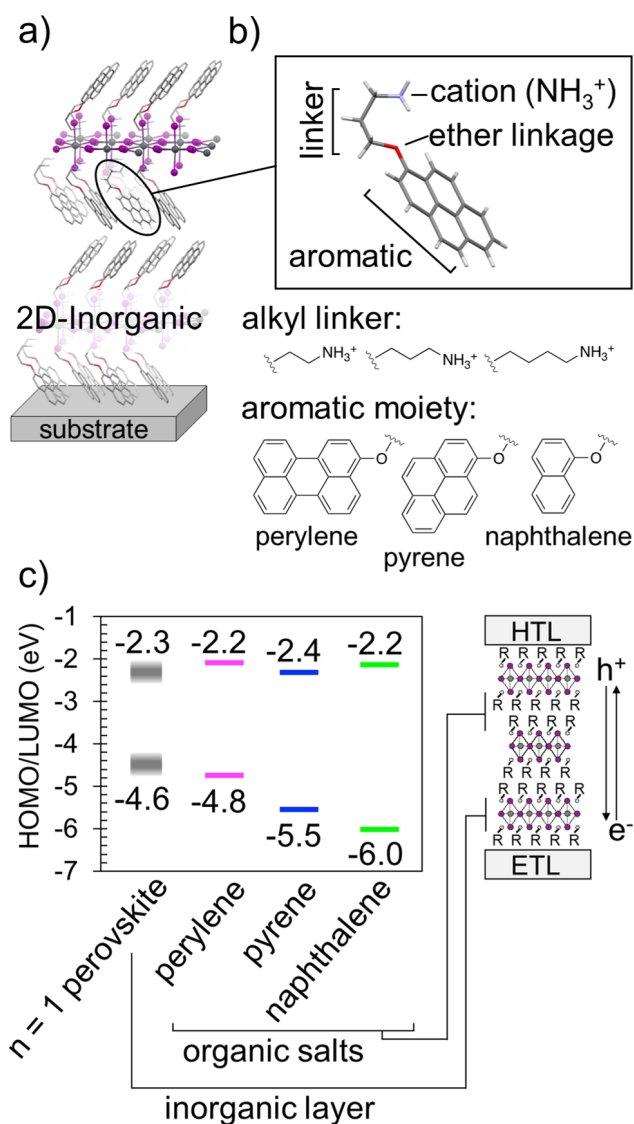 a)
2D-Inorganic
substrate
b)
linker
cation (NH₃⁺)
ether linkage
aromatic
alkyl linker:
NH₃⁺
NH₃⁺
NH₃⁺
aromatic moiety:
O
O
O
perylene
pyrene
naphthalene
c)
HOMO/LUMO (eV)
-1
-2
-3
-4
-5
-6
-7
-2.3
-2.2
-2.4
-2.2
-4.6
-4.8
-5.5
-6.0
n = 1 perovskite
perylene
pyrene
naphthalene
organic salts
inorganic layer
HTL
R R R R R
h⁺
R R R R R
R R R R
R R R R
R R R R R
e⁻
R R R R R
ETL